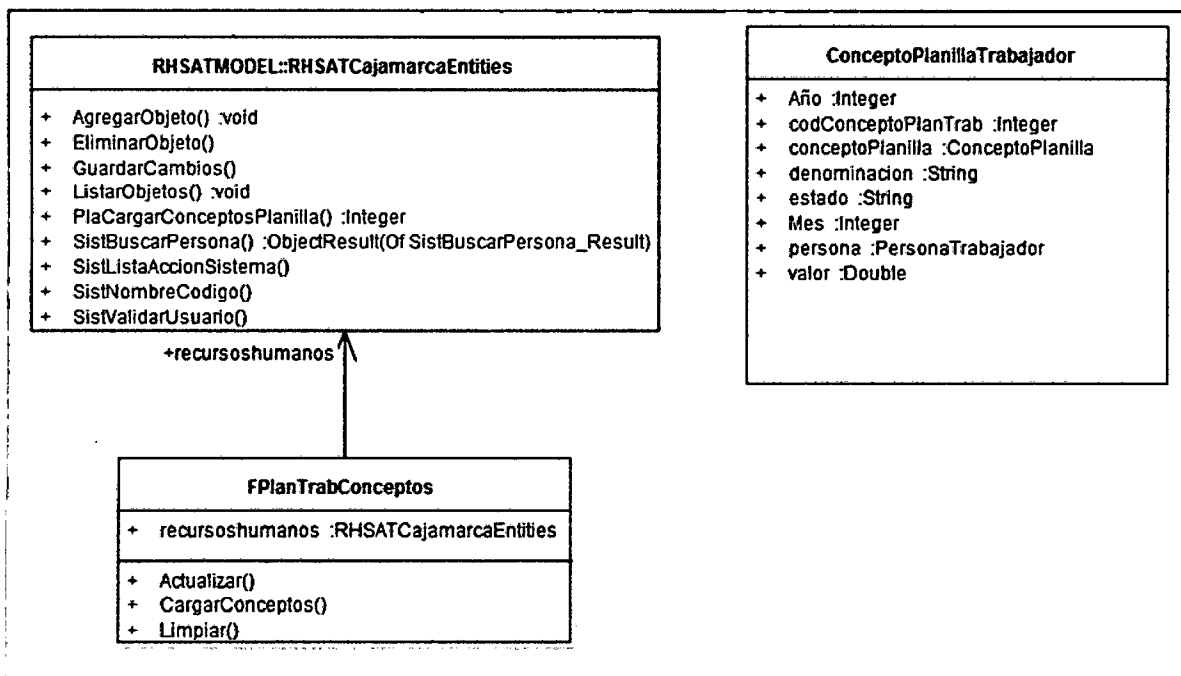 RHSATMODEL::RHSATCajamarcaEntities
+ AgregarObjeto() :void
+ EliminarObjeto()
+ GuardarCambios()
+ ListarObjetos() :void
+ PlaCargarConceptosPlanilla() :Integer
+ SistBuscarPersona() :ObjectResult(Of SistBuscarPersona_Result)
+ SistListaAccionSistema()
+ SistNombreCodigo()
+ SistValidarUsuario()
+recursoshumanos
FPlanTrabConceptos
+ recursoshumanos :RHSATCajamarcaEntities
+ Actualizar()
+ CargarConceptos()
+ Limpiar()
ConceptoPlanillaTrabajador
+ Año :Integer
+ codConceptoPlanTrab :Integer
+ conceptoPlanilla :ConceptoPlanilla
+ denominacion :String
+ estado :String
+ Mes :Integer
+ persona :PersonaTrabajador
+ valor :Double